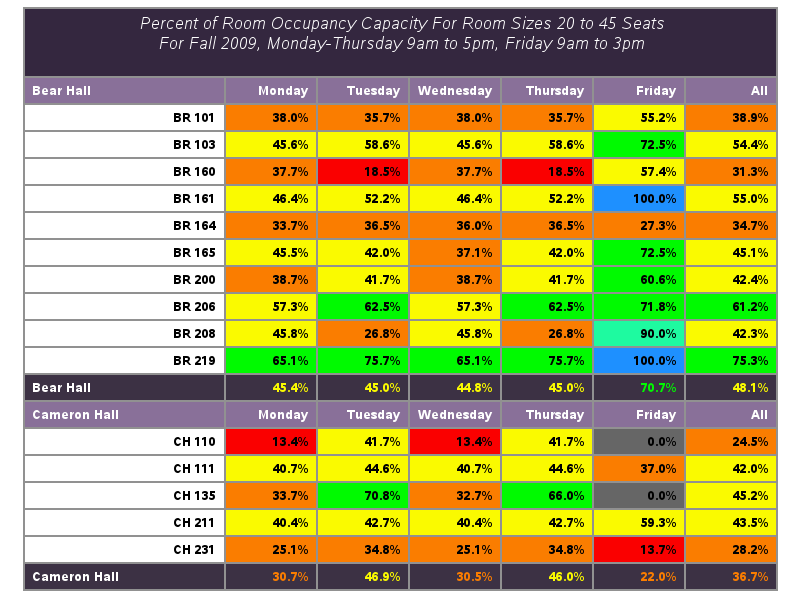 Percent of Room Occupancy Capacity For Room Sizes 20 to 45 Seats
For Fall 2009, Monday-Thursday 9am to 5pm, Friday 9am to 3pm
Bear Hall Monday Tuesday Wednesday Thursday Friday All
BR 101 38.0% 35.7% 38.0% 35.7% 55.2% 38.9%
BR 103 45.6% 58.6% 45.6% 58.6% 72.5% 54.4%
BR 160 37.7% 18.5% 37.7% 18.5% 57.4% 31.3%
BR 161 46.4% 52.2% 46.4% 52.2% 100.0% 55.0%
BR 164 33.7% 36.5% 36.0% 36.5% 27.3% 34.7%
BR 165 45.5% 42.0% 37.1% 42.0% 72.5% 45.1%
BR 200 38.7% 41.7% 38.7% 41.7% 60.6% 42.4%
BR 206 57.3% 62.5% 57.3% 62.5% 71.8% 61.2%
BR 208 45.8% 26.8% 45.8% 26.8% 90.0% 42.3%
BR 219 65.1% 75.7% 65.1% 75.7% 100.0% 75.3%
Bear Hall 45.4% 45.0% 44.8% 45.0% 70.7% 48.1%
Cameron Hall Monday Tuesday Wednesday Thursday Friday All
CH 110 13.4% 41.7% 13.4% 41.7% 0.0% 24.5%
CH 111 40.7% 44.6% 40.7% 44.6% 37.0% 42.0%
CH 135 33.7% 70.8% 32.7% 66.0% 0.0% 45.2%
CH 211 40.4% 42.7% 40.4% 42.7% 59.3% 43.5%
CH 231 25.1% 34.8% 25.1% 34.8% 13.7% 28.2%
Cameron Hall 30.7% 46.9% 30.5% 46.0% 22.0% 36.7%